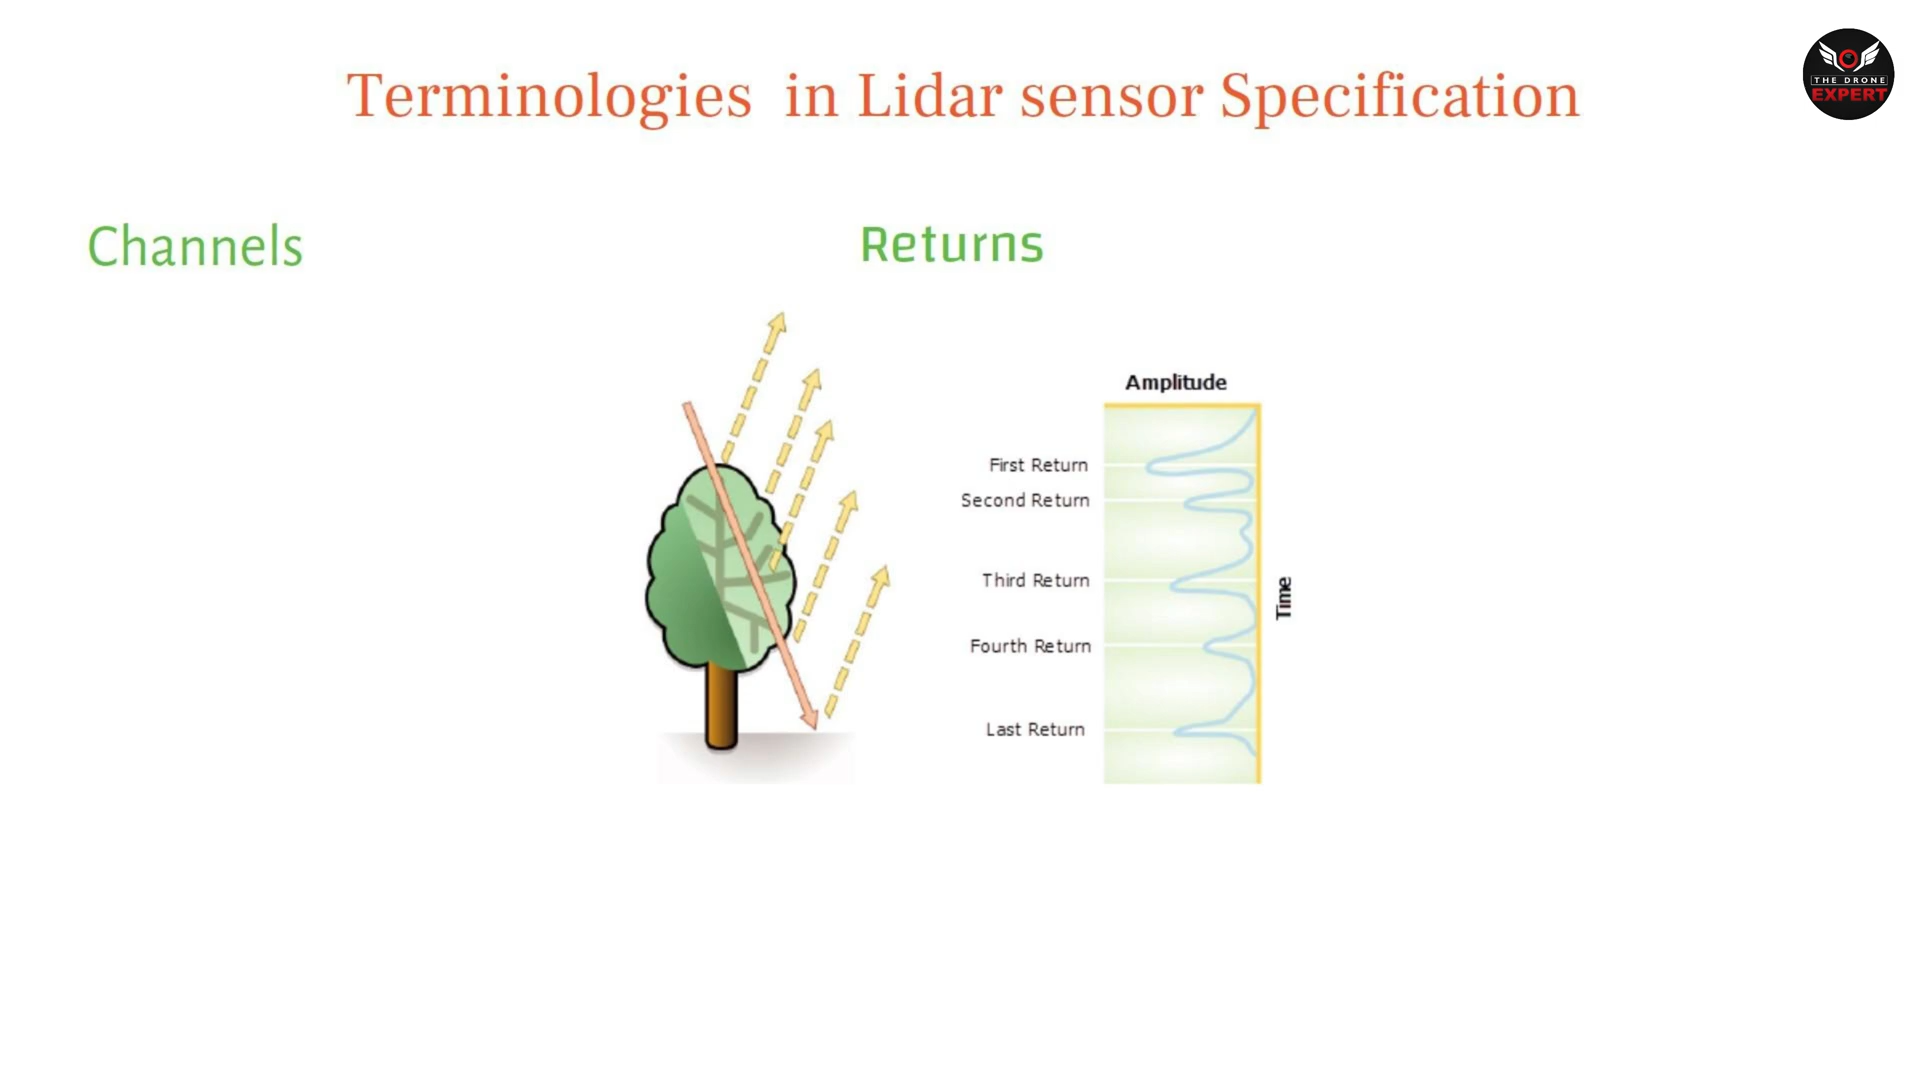 Terminologies in Lidar sensor Specification
THE DRONE
EXPERT
Channels
Returns
Amplitude
First Return
Second Return
Third Return
Time
Fourth Return
Last Return